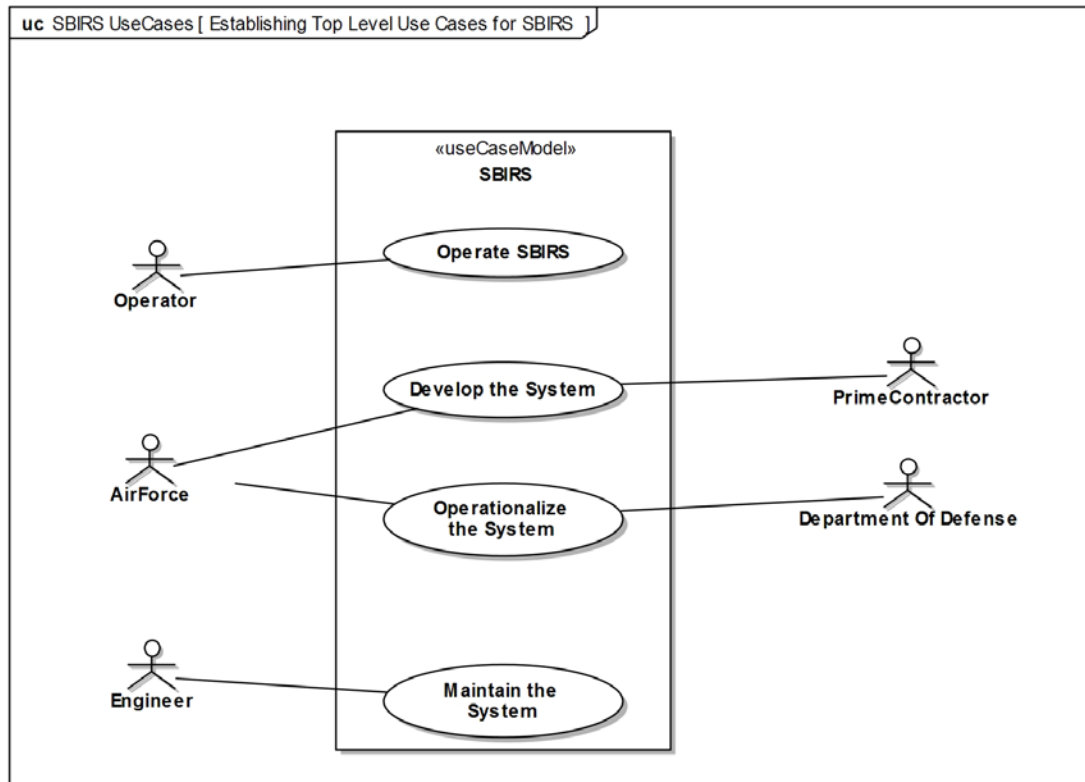 uc SBIRS UseCases [ Establishing Top Level Use Cases for SBIRS ]
«useCaseModel»
SBIRS
Operate SBIRS
Operator
Develop the System
PrimeContractor
AirForce
Operationalize
the System
Department Of Defense
Engineer
Maintain the
System